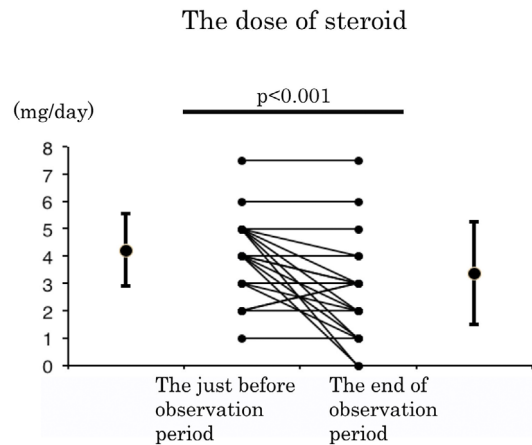 The dose of steroid
p<0.001
(mg/day)
8
7
6
5
4
3
2
1
0
The just before
observation
period
The end of
observation
period